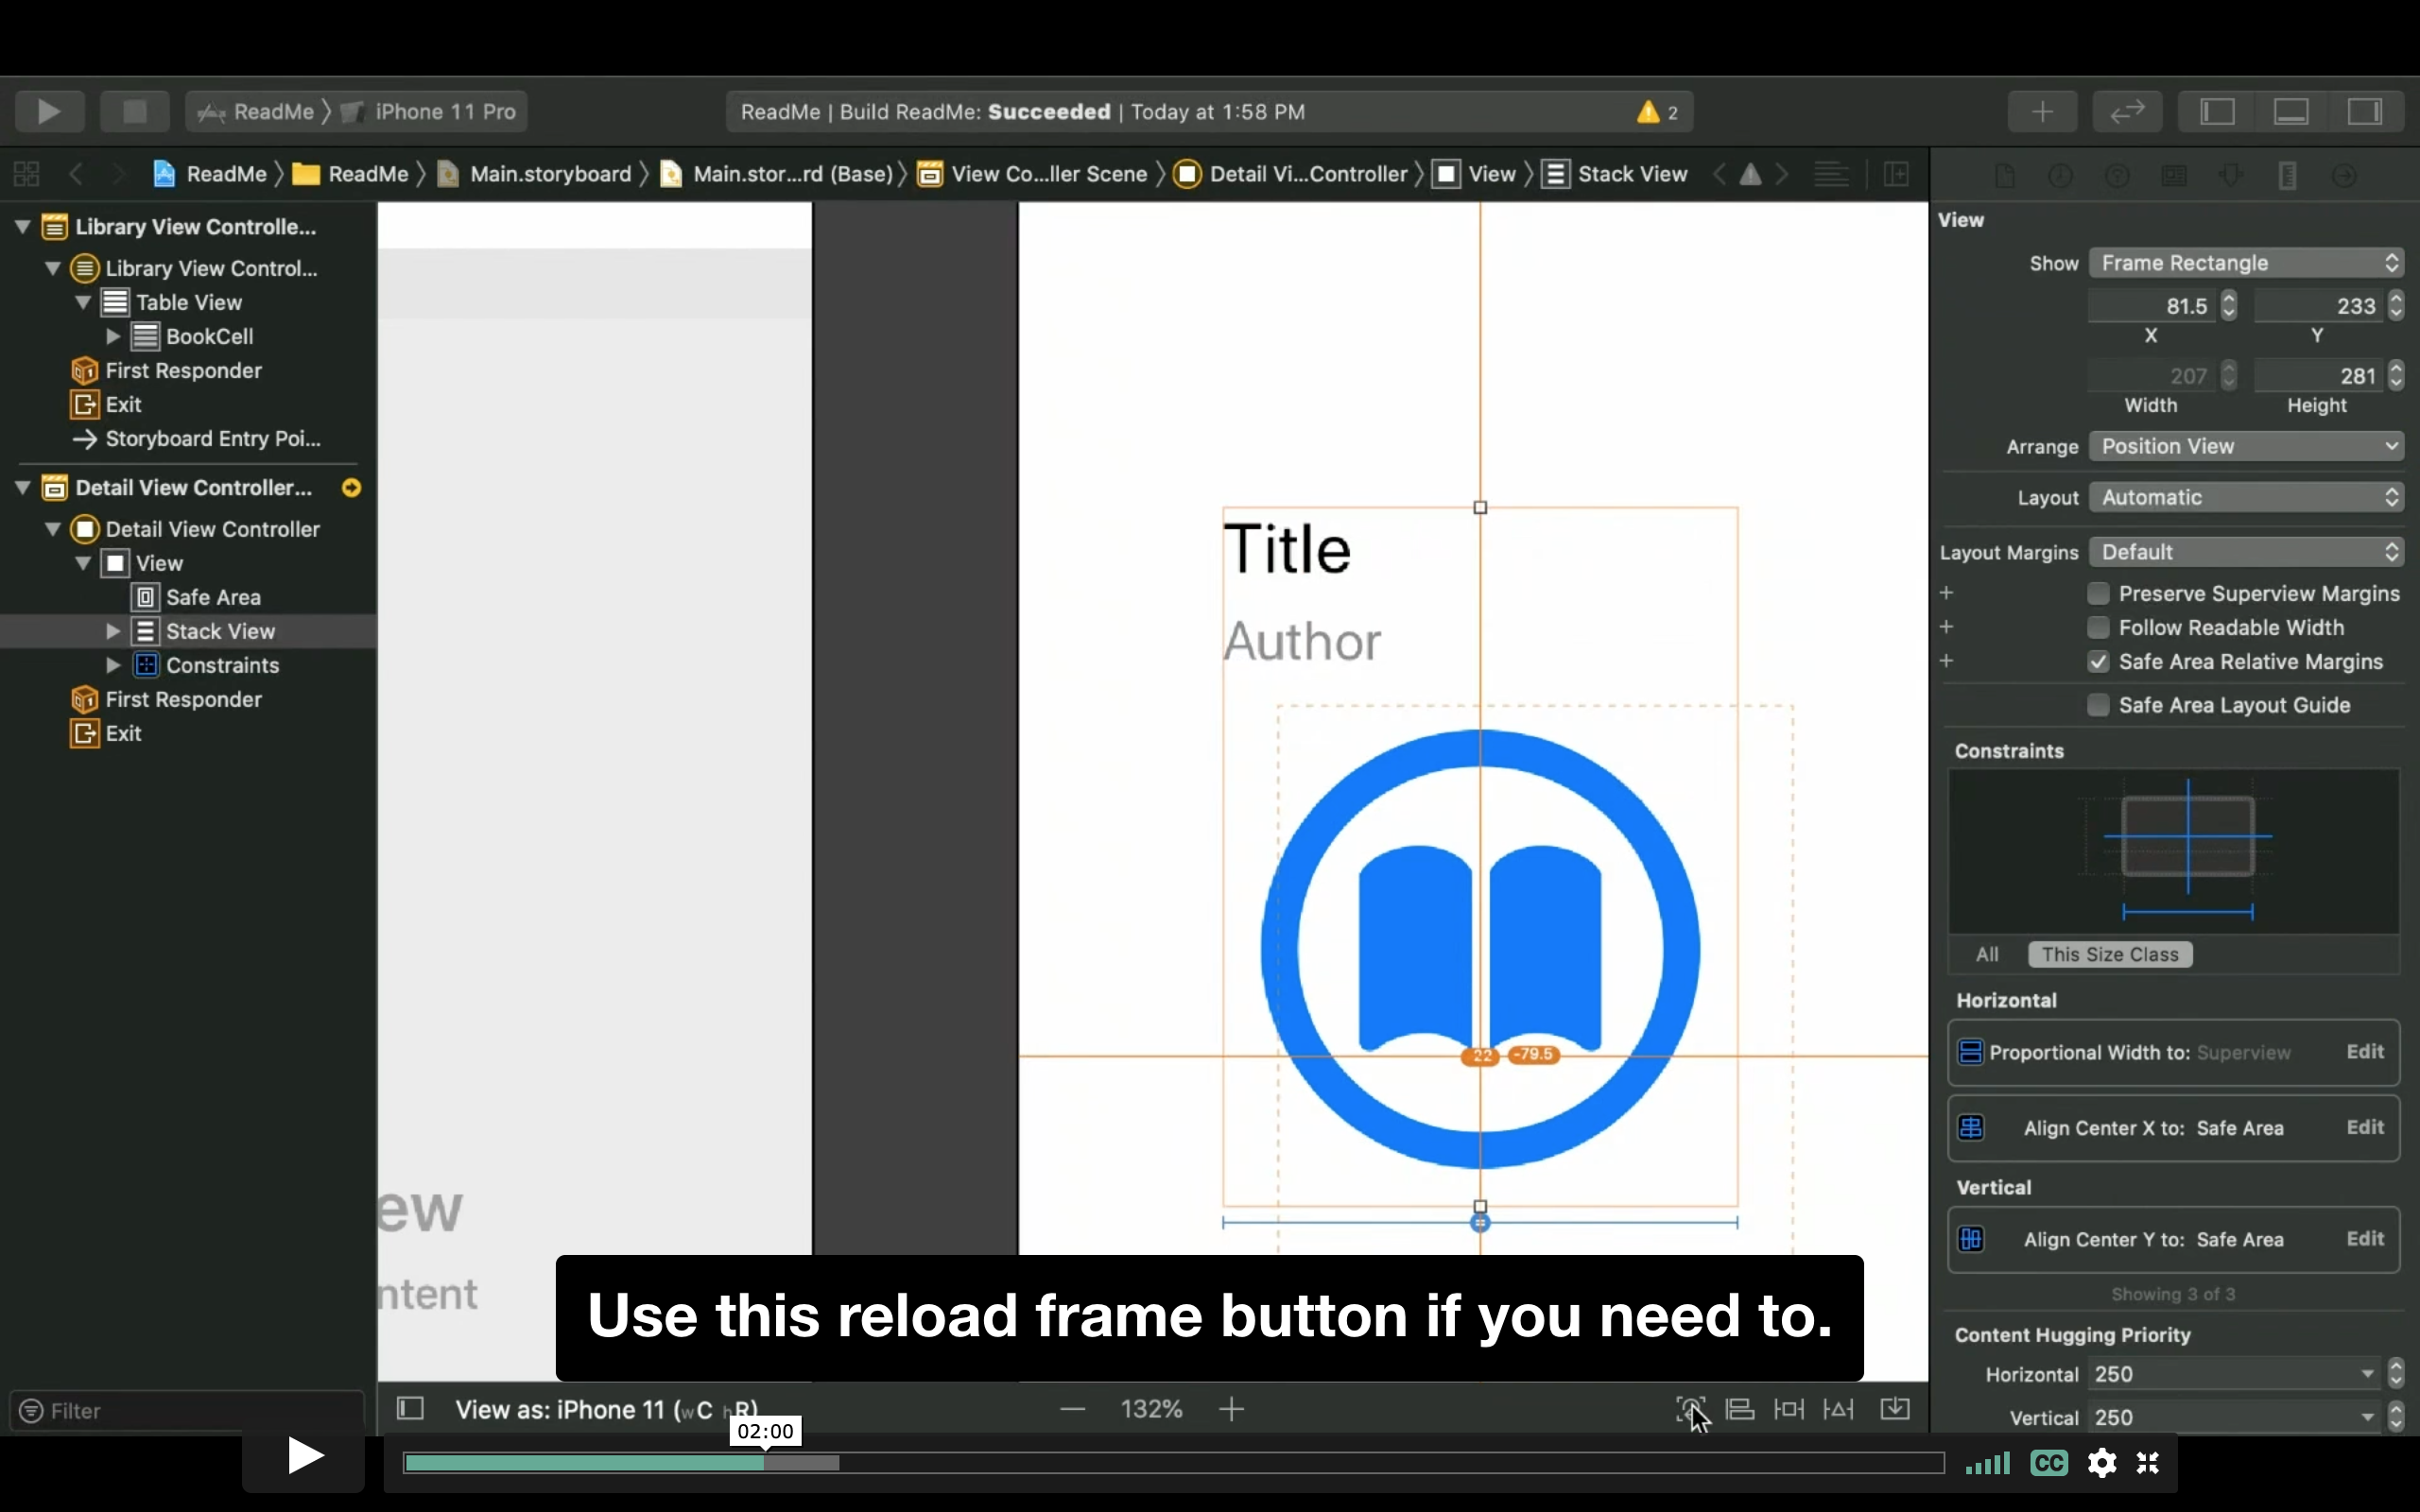 ReadMe 〉 iPhone 11 Pro
ReadMe | Build ReadMe: Succeeded | Today at 1:58 PM
2
ReadMe 〉 ReadMe 〉 Main.storyboard 〉 Main.stor...rd (Base) 〉 View Co...ller Scene 〉 Detail Vi...Controller 〉 View 〉 Stack View
Library View Controlle...
Library View Control...
Table View
BookCell
First Responder
Exit
Storyboard Entry Poi...
Detail View Controller...
Detail View Controller
View
Safe Area
Stack View
Constraints
First Responder
Exit
Filter
ew
ntent
Title
Author
22
-79.5
Use this reload frame button if you need to.
View as: iPhone 11 (wC hR)
132%
02:00
CC
View
Show Frame Rectangle
81.5 233
X Y
207 281
Width Height
Arrange Position View
Layout Automatic
Layout Margins Default
Preserve Superview Margins
Follow Readable Width
Safe Area Relative Margins
Safe Area Layout Guide
Constraints
All This Size Class
Horizontal
Proportional Width to: Superview Edit
Align Center X to: Safe Area Edit
Vertical
Align Center Y to: Safe Area Edit
Showing 3 of 3
Content Hugging Priority
Horizontal 250
Vertical 250